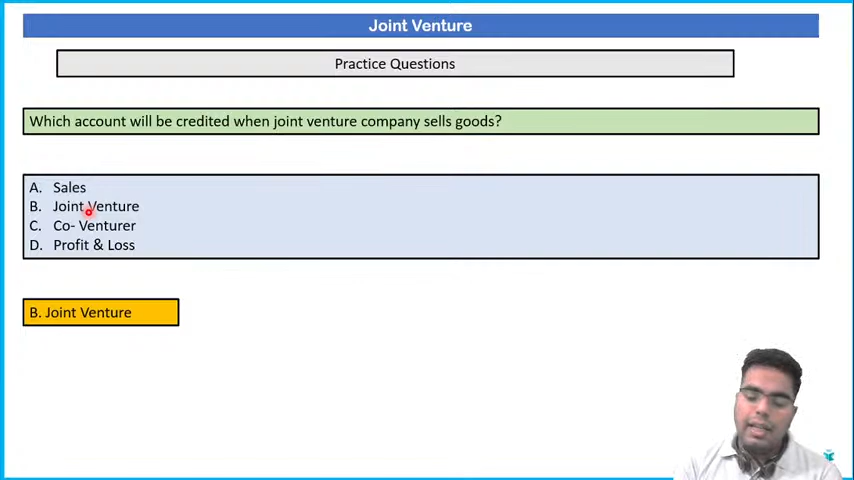 Joint Venture
Practice Questions
Which account will be credited when joint venture company sells goods?
A. Sales
B. Joint Venture
C. Co- Venturer
D. Profit & Loss
B. Joint Venture